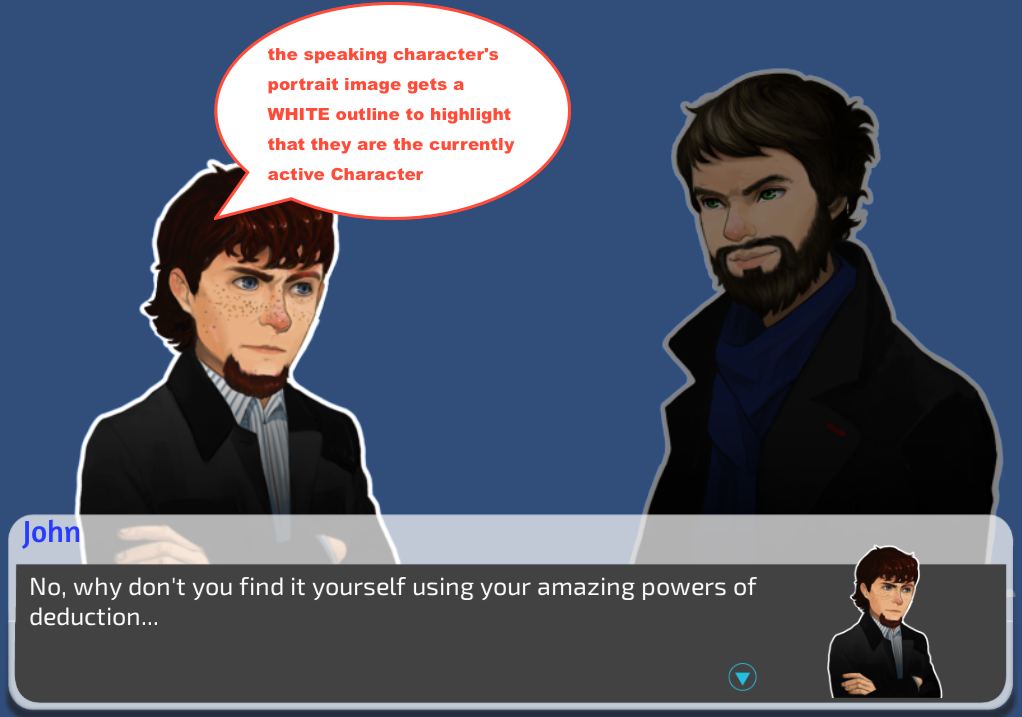 the speaking character's
portrait image gets a
WHITE outline to highlight
that they are the currently
active Character
John
No, why don't you find it yourself using your amazing powers of
deduction...